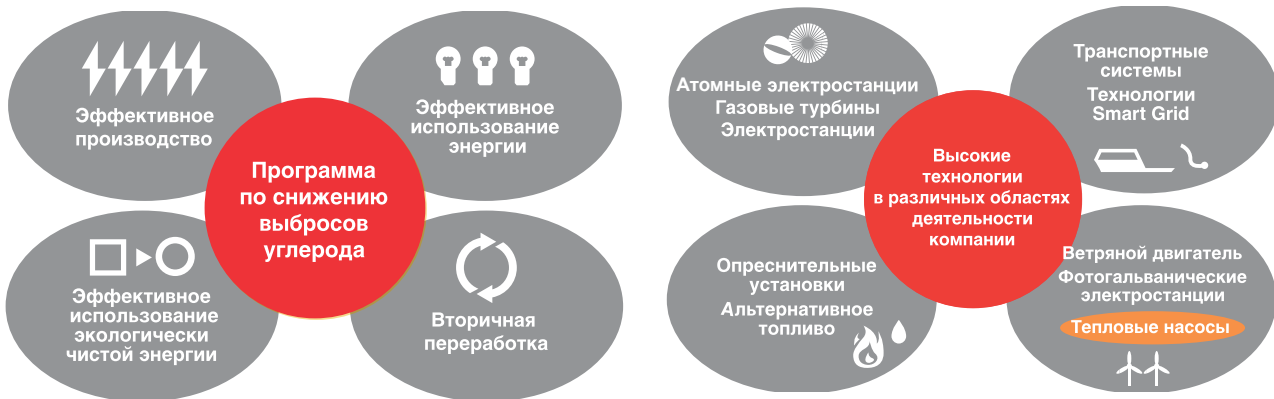 Эффективное
производство
Эффективное
использование
энергии
Программа
по снижению
выбросов
углерода
Эффективное
использование
экологически
чистой энергии
Вторичная
переработка
Атомные электростанции
Газовые турбины
Электростанции
Транспортные
системы
Технологии
Smart Grid
Высокие
технологии
в различных областях
деятельности
компании
Опреснительные
установки
Альтернативное
топливо
Ветряной двигатель
Фотогальванические
электростанции
Тепловые насосы